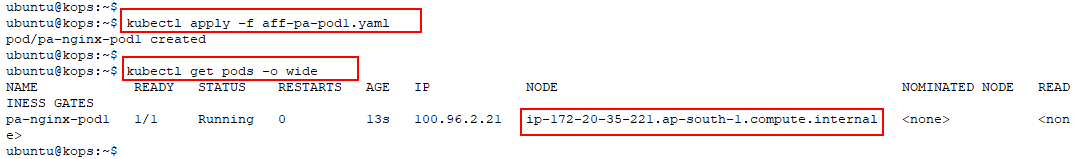 ubuntu@kops:~$
ubuntu@kops:~$ kubectl apply -f aff-pa-pod1.yaml
pod/pa-nginx-pod1 created
ubuntu@kops:~$
ubuntu@kops:~$ kubectl get pods -o wide
NAME READY STATUS RESTARTS AGE IP NODE NOMINATED NODE READ
INESS GATES
pa-nginx-pod1 1/1 Running 0 13s 100.96.2.21 ip-172-20-35-221.ap-south-1.compute.internal <none> <non
e>
ubuntu@kops:~$